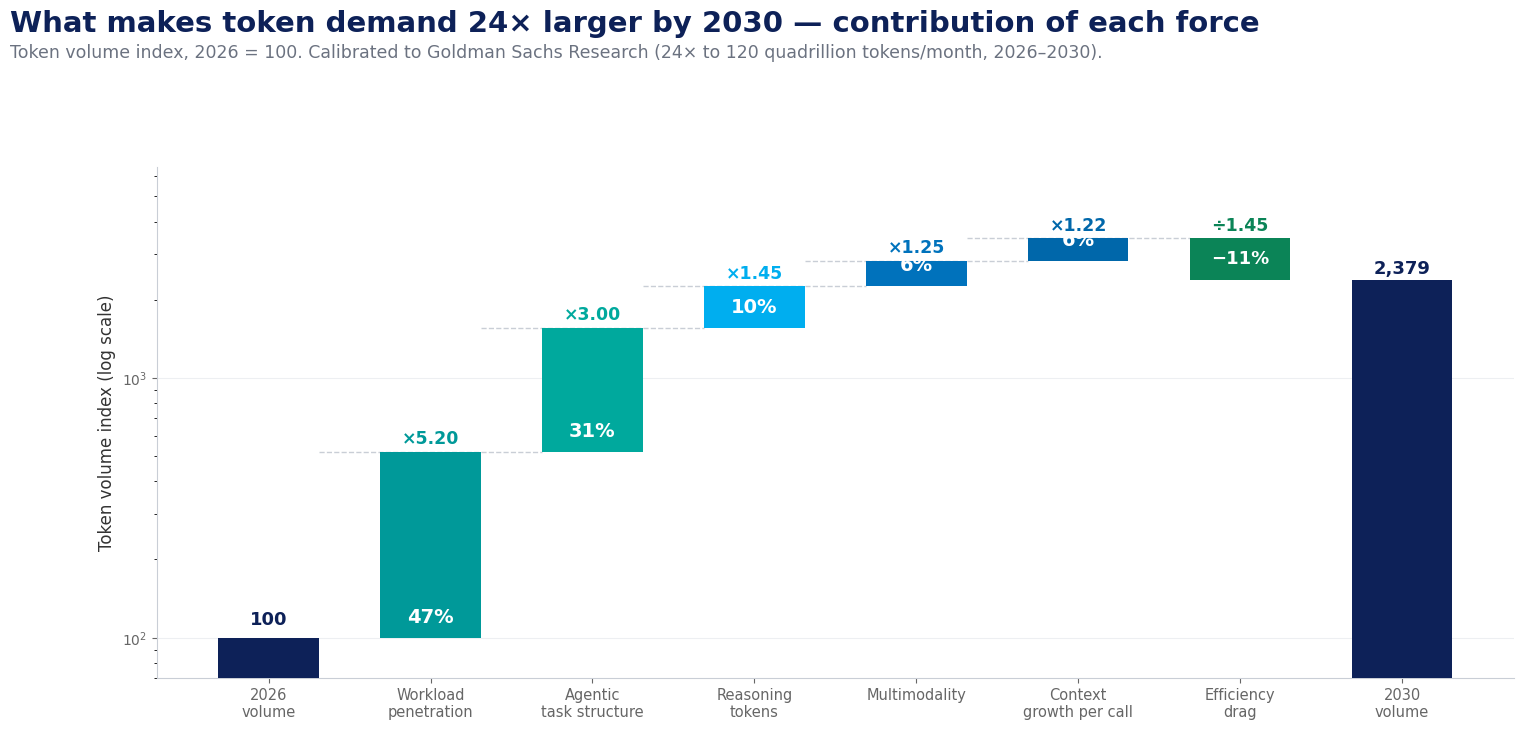 What makes token demand 24× larger by 2030 — contribution of each force
Token volume index, 2026 = 100. Calibrated to Goldman Sachs Research (24× to 120 quadrillion tokens/month, 2026–2030).
Token volume index (log scale)
10³
10²
100
×5.20
47%
×3.00
31%
×1.45
10%
×1.25
6%
×1.22
6%
÷1.45
−11%
2,379
2026
volume
Workload
penetration
Agentic
task structure
Reasoning
tokens
Multimodality
Context
growth per call
Efficiency
drag
2030
volume